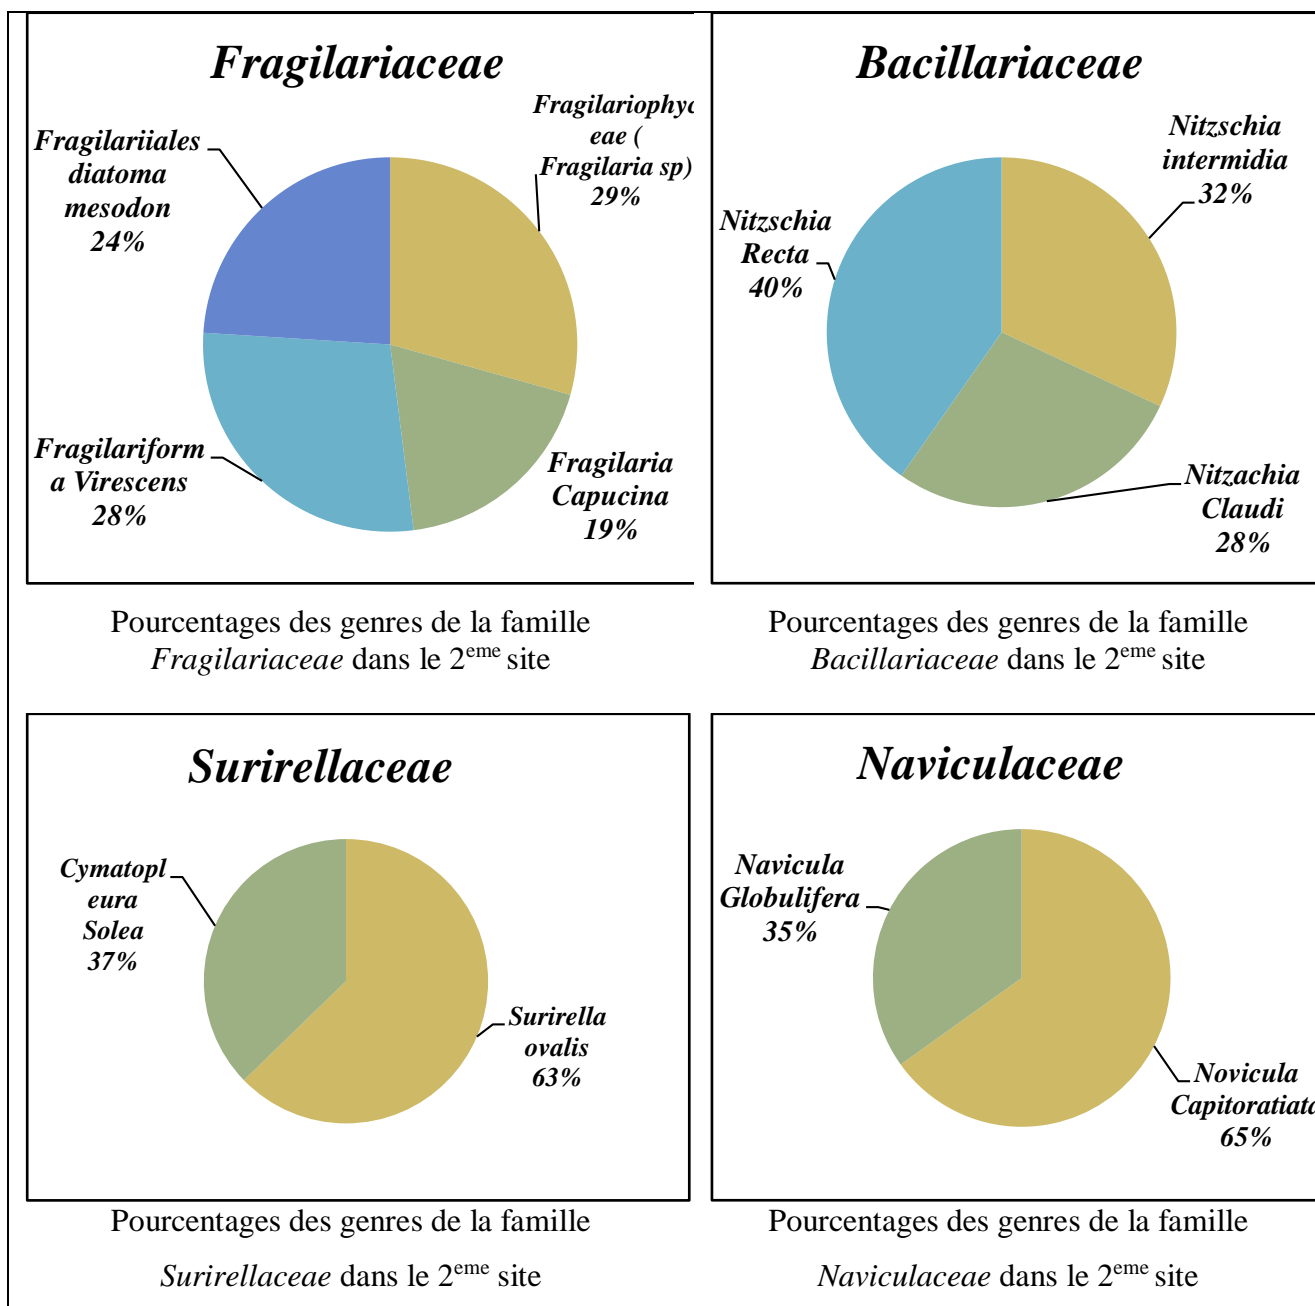 Fragilariaceae
Fragilariophyc
eae (
Fragilaria sp)
29%
Fragilariiales
diatoma
mesodon
24%
Fragilariform
a Virescens
28%
Fragilaria
Capucina
19%
Pourcentages des genres de la famille
Fragilariaceae dans le 2eme site
Bacillariaceae
Nitzschia
intermidia
32%
Nitzschia
Recta
40%
Nitzachia
Claudi
28%
Pourcentages des genres de la famille
Bacillariaceae dans le 2eme site
Surirellaceae
Cymatopl
eura
Solea
37%
Surirella
ovalis
63%
Pourcentages des genres de la famille
Surirellaceae dans le 2eme site
Naviculaceae
Navicula
Globulifera
35%
Novicula
Capitoratiata
65%
Pourcentages des genres de la famille
Naviculaceae dans le 2eme site